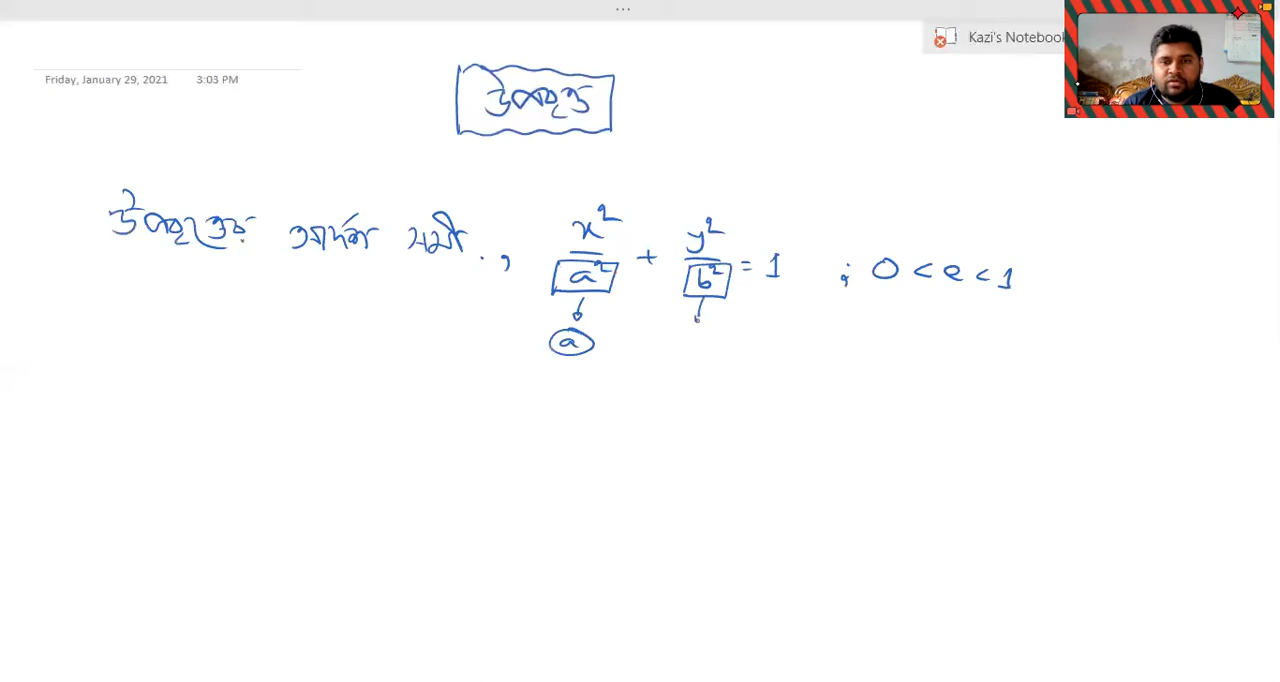 Kazi's Notebook
Friday, January 29, 2021 3:03 PM
উপবৃত্ত
উপবৃত্তের আদর্শ সমী. , x²/a² + y²/b² = 1 ; 0 < e < 1
a